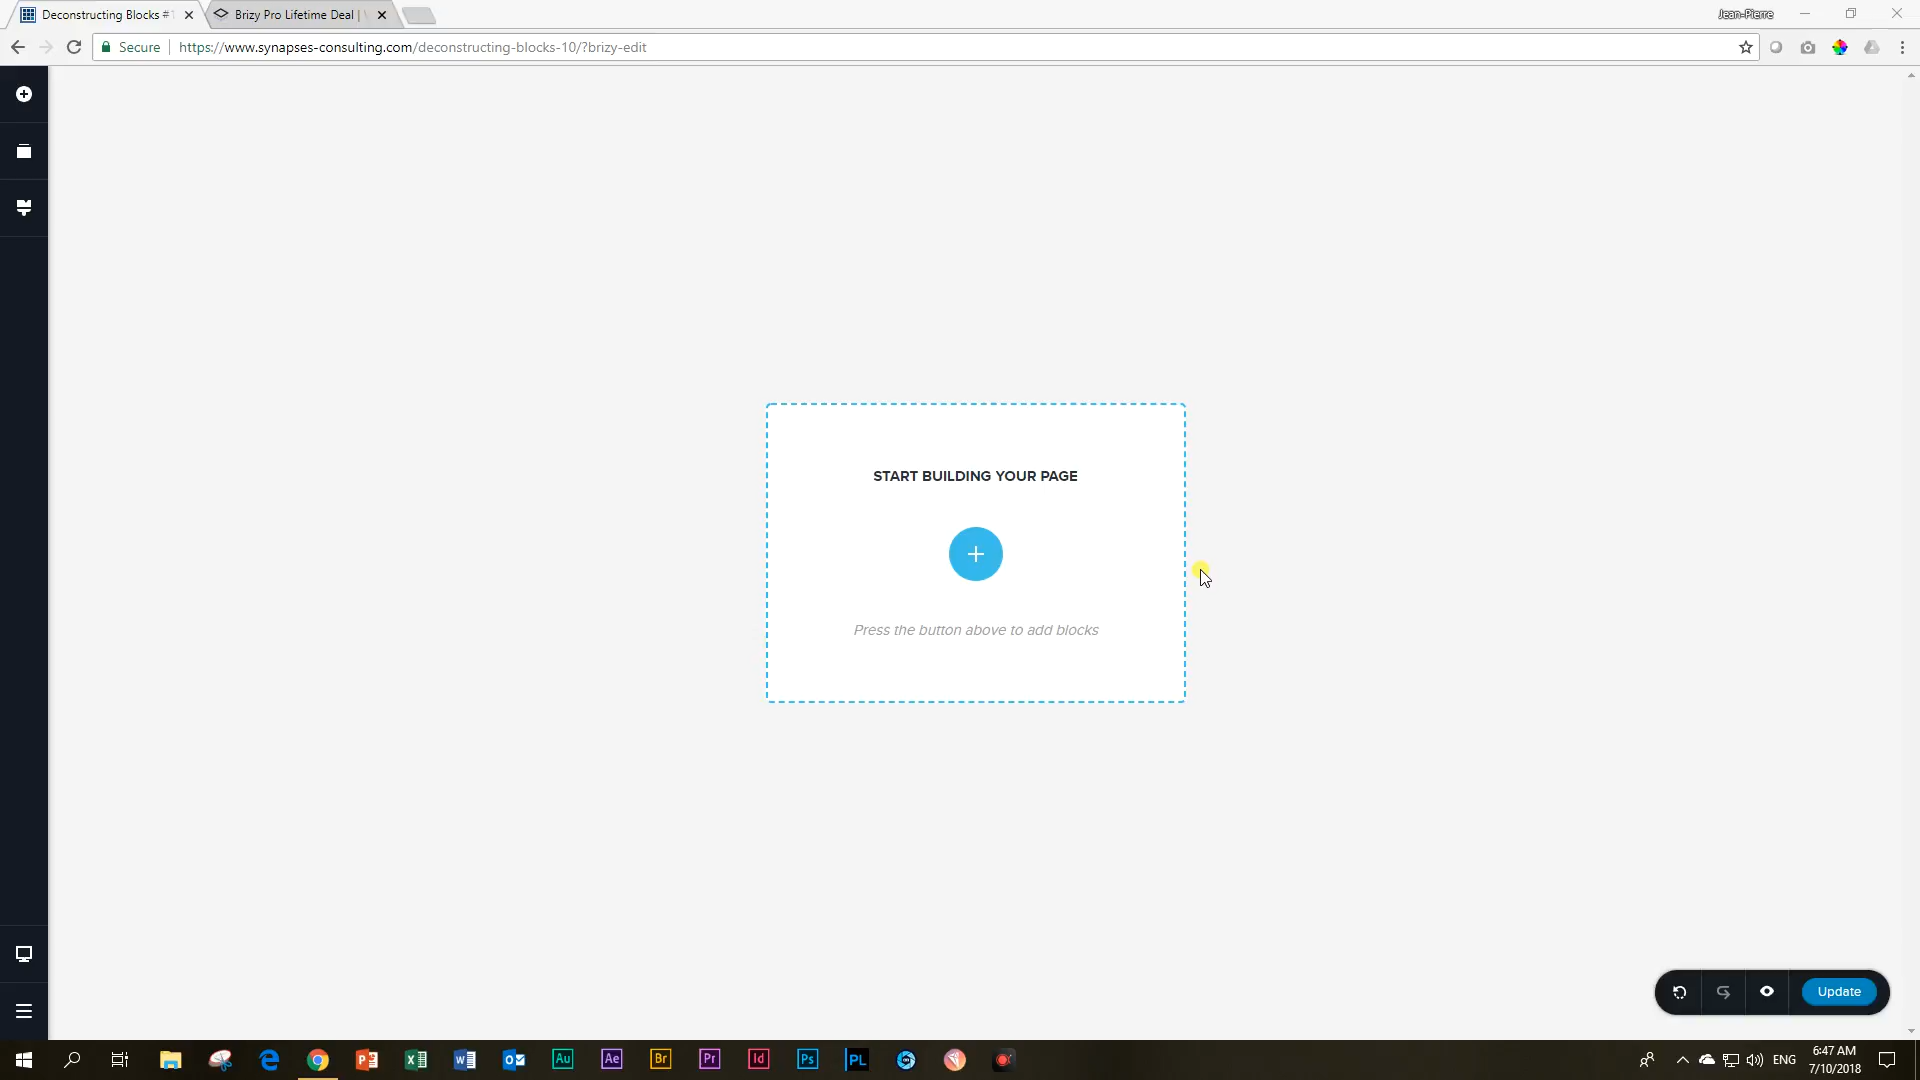 Deconstructing Blocks #
Brizy Pro Lifetime Deal |
Jean-Pierre
Secure
https://www.synapses-consulting.com/deconstructing-blocks-10/?brizy-edit
START BUILDING YOUR PAGE
Press the button above to add blocks
Update
Au
Ae
Br
Pr
Id
Ps
PL
ENG
6:47 AM
7/10/2018